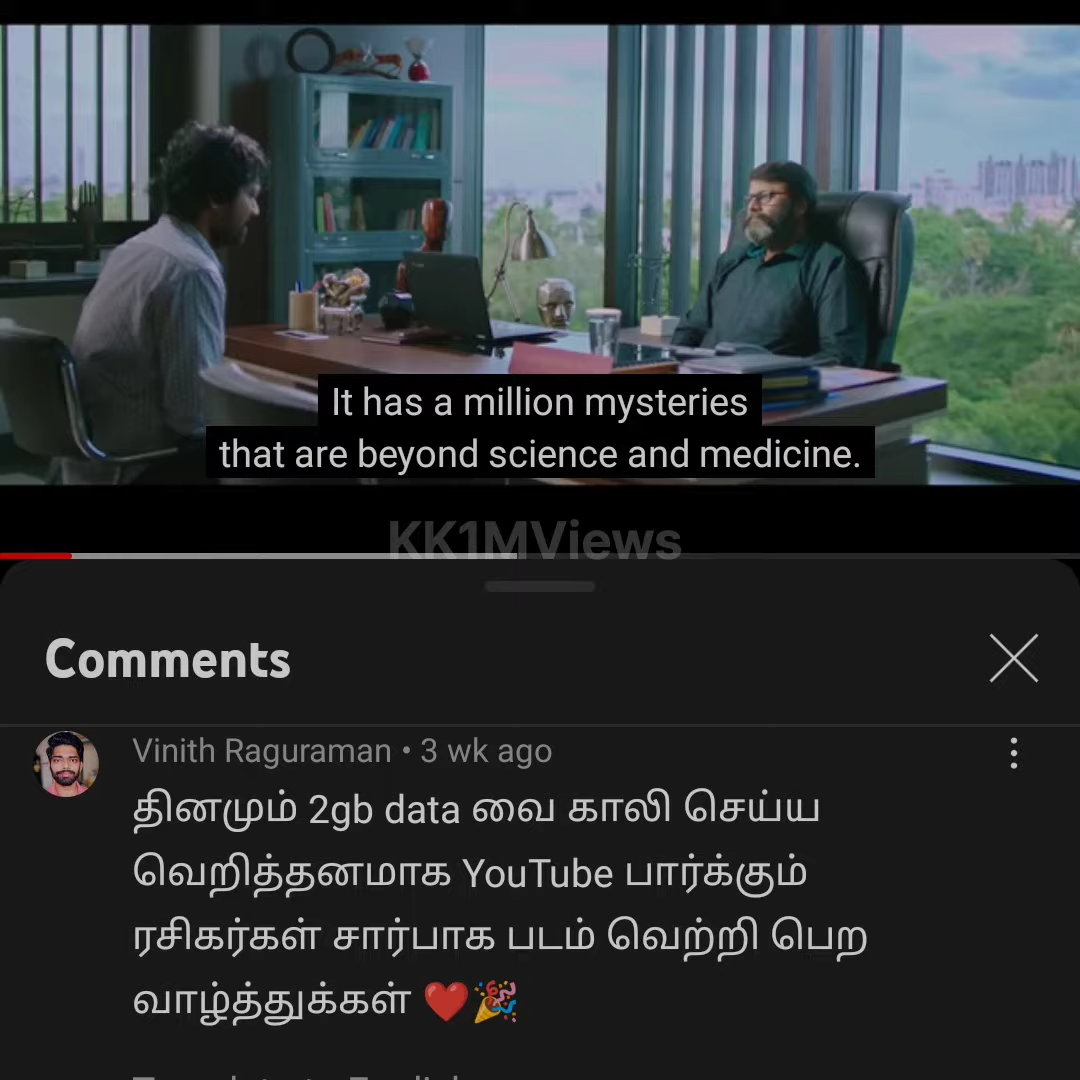 It has a million mysteries
that are beyond science and medicine.
KK1MViews
Comments
Vinith Raguraman • 3 wk ago
தினமும் 2gb data வை காலி செய்ய
வெறித்தனமாக YouTube பார்க்கும்
ரசிகர்கள் சார்பாக படம் வெற்றி பெற
வாழ்த்துக்கள் ❤️🎉